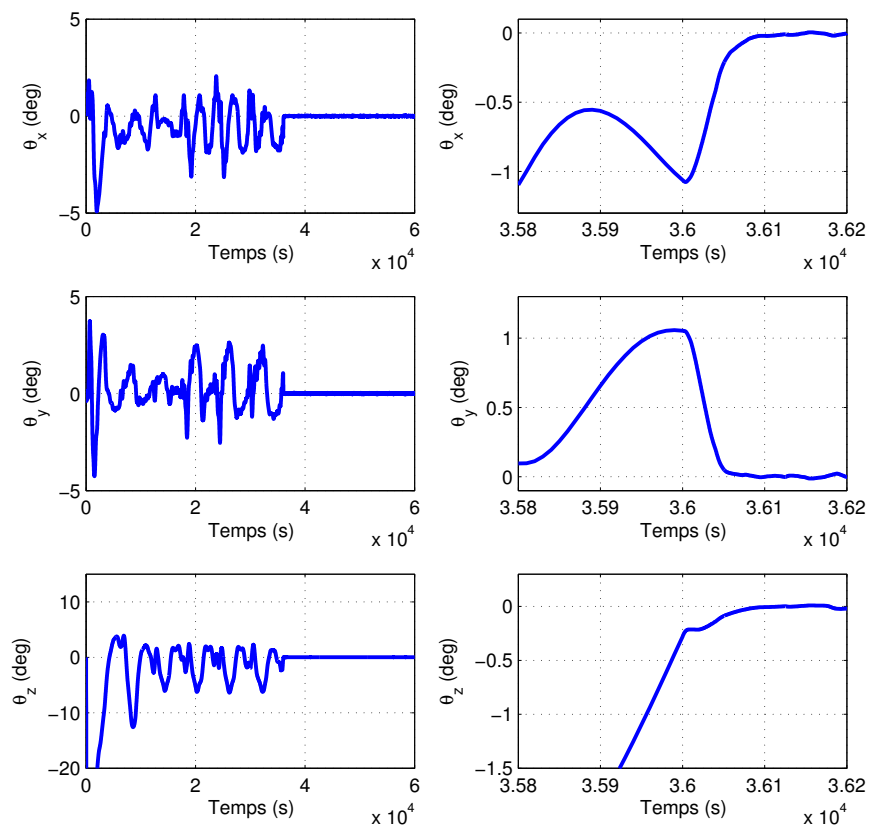 5
0
−5
θx (deg)
0 2 4 6
Temps (s)
x 10^4
0
−0.5
−1
θx (deg)
3.58 3.59 3.6 3.61 3.62
Temps (s)
x 10^4
5
0
−5
θy (deg)
0 2 4 6
Temps (s)
x 10^4
1
0.5
0
θy (deg)
3.58 3.59 3.6 3.61 3.62
Temps (s)
x 10^4
10
0
−10
−20
θz (deg)
0 2 4 6
Temps (s)
x 10^4
0
−0.5
−1
−1.5
θz (deg)
3.58 3.59 3.6 3.61 3.62
Temps (s)
x 10^4